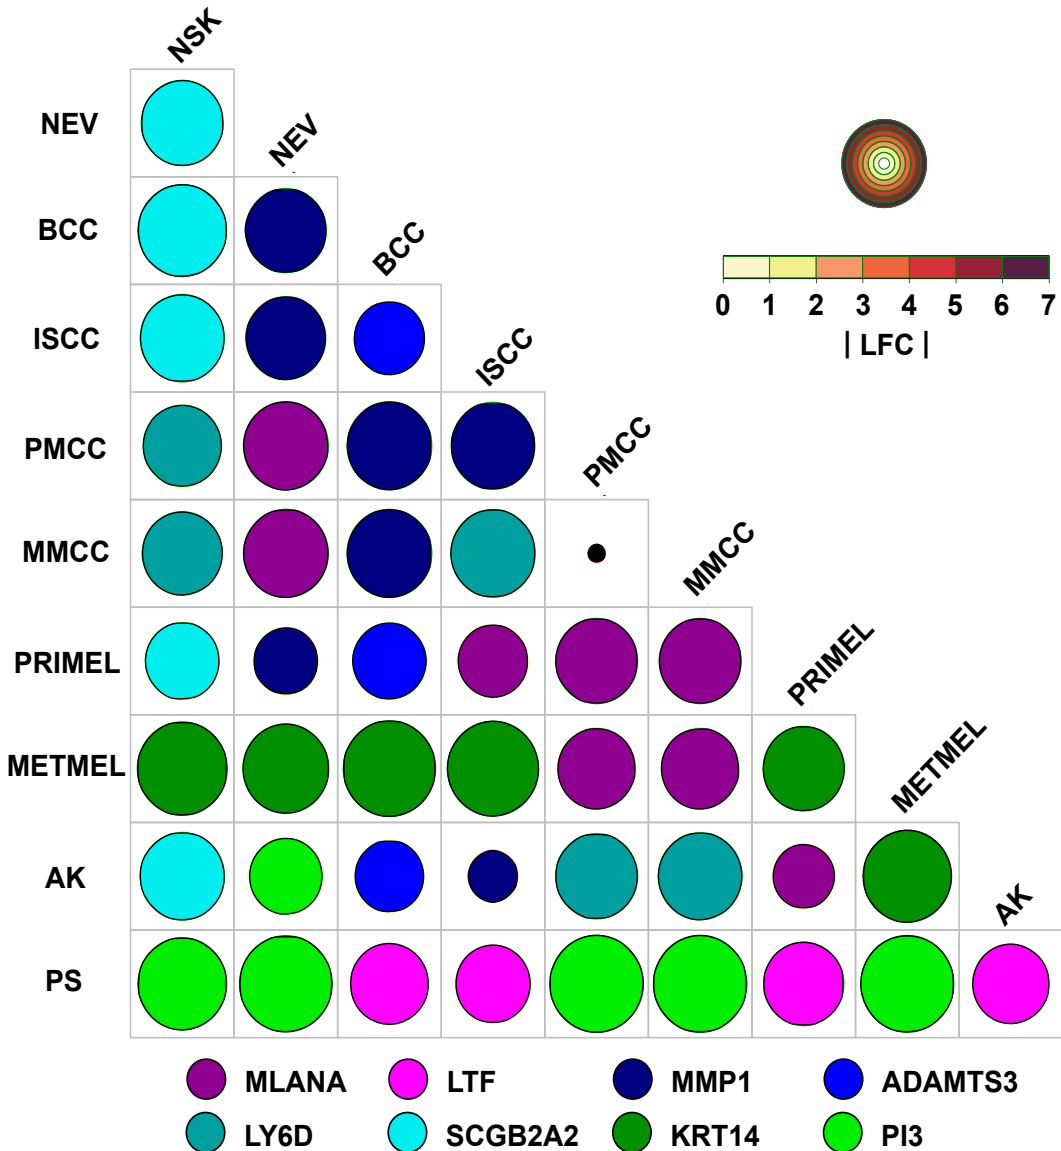 NSK
NEV
NEV
BCC
BCC
ISCC
ISCC
PMCC
PMCC
MMCC
MMCC
PRIMEL
PRIMEL
METMEL
METMEL
AK
AK
PS
0 1 2 3 4 5 6 7
| LFC |
MLANA LTF MMP1 ADAMTS3
LY6D SCGB2A2 KRT14 PI3